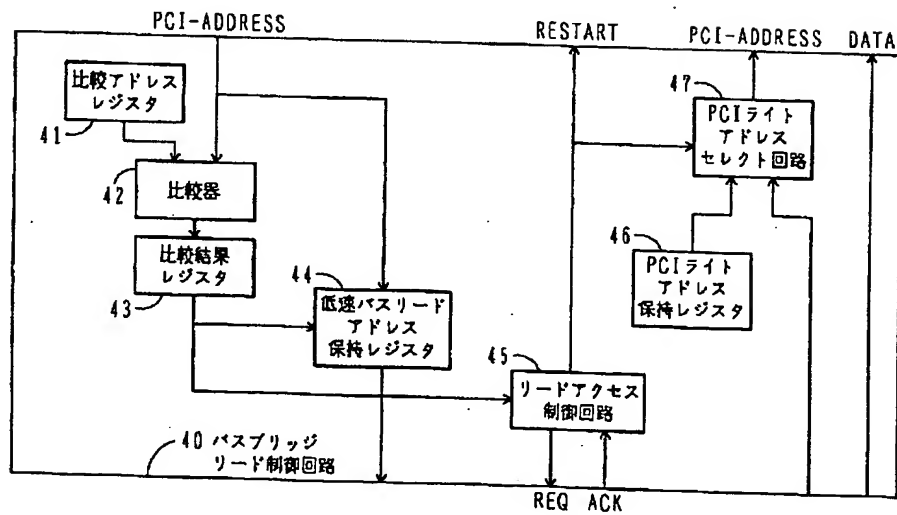 PCI-ADDRESS
RESTART
PCI-ADDRESS
DATA
比較アドレス
レジスタ
41
47
PCIライト
アドレス
セレクト回路
42
比較器
比較結果
レジスタ
43
44
低速バスリード
アドレス
保持レジスタ
46
PCIライト
アドレス
保持レジスタ
45
リードアクセス
制御回路
40 バスブリッジ
リード制御回路
REQ ACK